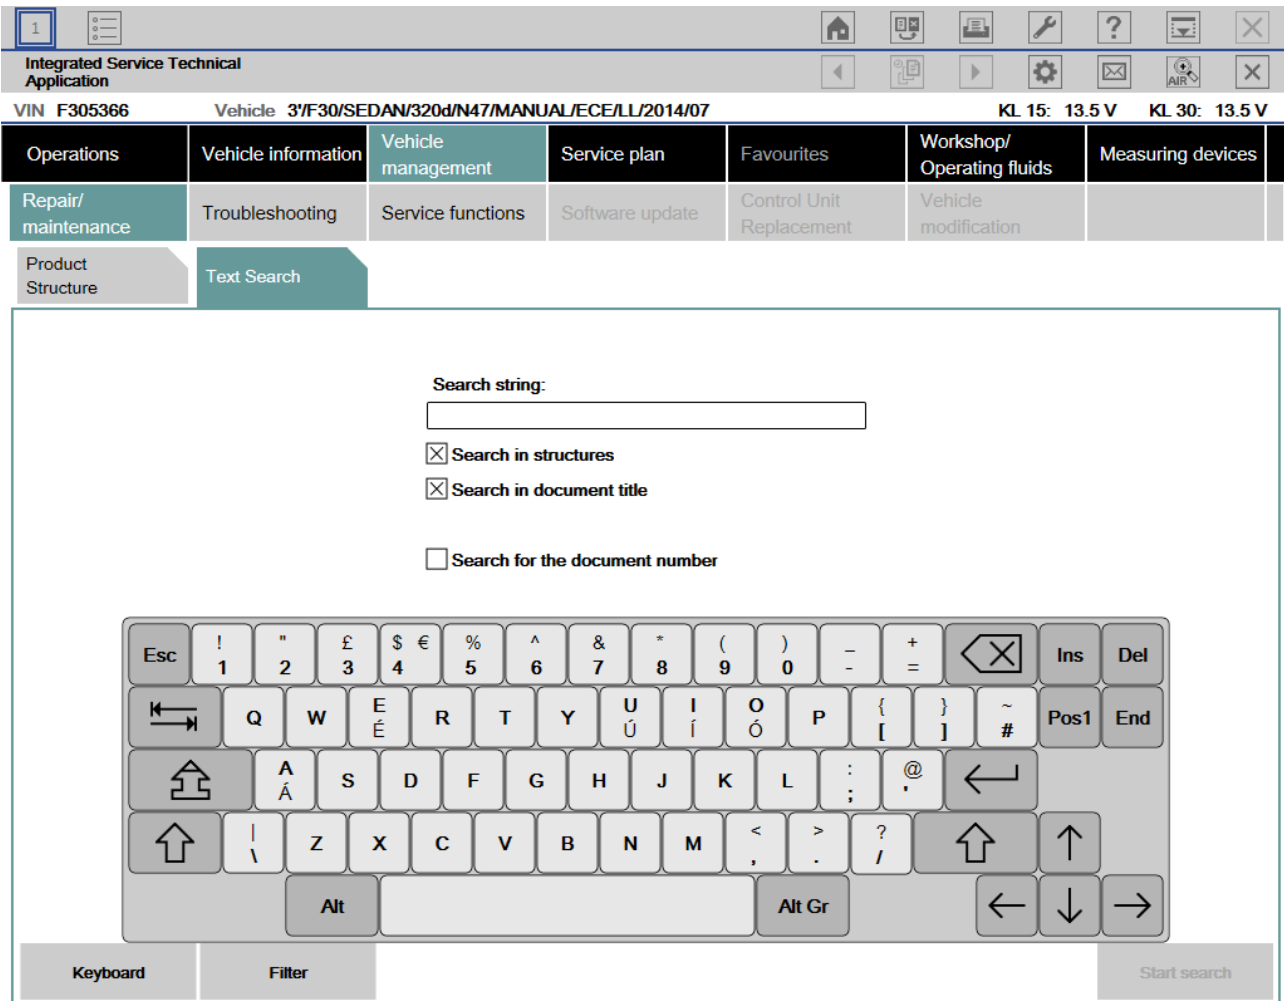 1
Integrated Service Technical
Application
VIN F305366 Vehicle 3'/F30/SEDAN/320d/N47/MANUAL/ECE/LL/2014/07 KL 15: 13.5 V KL 30: 13.5 V
Operations Vehicle information Vehicle management Service plan Favourites Workshop/ Operating fluids Measuring devices
Repair/ maintenance Troubleshooting Service functions Software update Control Unit Replacement Vehicle modification
Product Structure Text Search
Search string:
Search in structures
Search in document title
Search for the document number
Esc ! 1 " 2 £ 3 $ € 4 % 5 ^ 6 & 7 * 8 ( 9 ) 0 _ - + = Ins Del
Q W E É R T Y U Ú I Í O Ó P { [ } ] ~ # Pos1 End
A Á S D F G H J K L : ; @ '
| \ Z X C V B N M < , > . ? /
Alt Alt Gr
Keyboard Filter Start search
? AIR